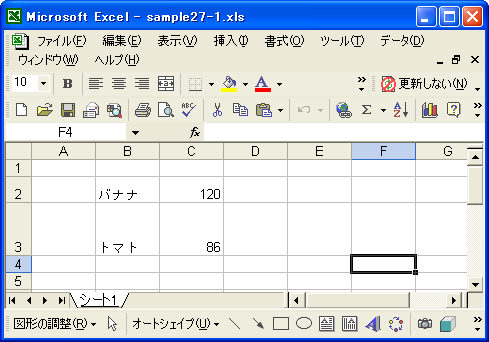 Microsoft Excel - sample27-1.xls
ファイル(F) 編集(E) 表示(V) 挿入(I) 書式(O) ツール(T) データ(D)
ウィンドウ(W) ヘルプ(H)
10 B A 更新しない(N)
ABC Σ A Z ?
F4 fx
A B C D E F G
1
2 バナナ 120
3 トマト 86
4
5
シート1
図形の調整(R) オートシェイプ(U) A A A